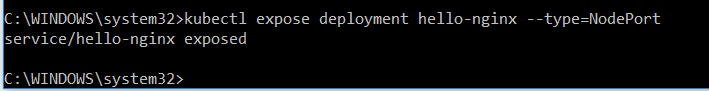 C:\WINDOWS\system32>kubectl expose deployment hello-nginx --type=NodePort
service/hello-nginx exposed
C:\WINDOWS\system32>